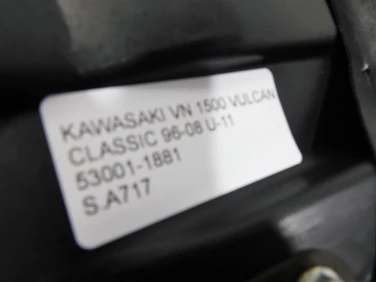 KAWASAKI VN 1500 VULCAN
CLASSIC 96-08 U-11
53001-1881
S.A717